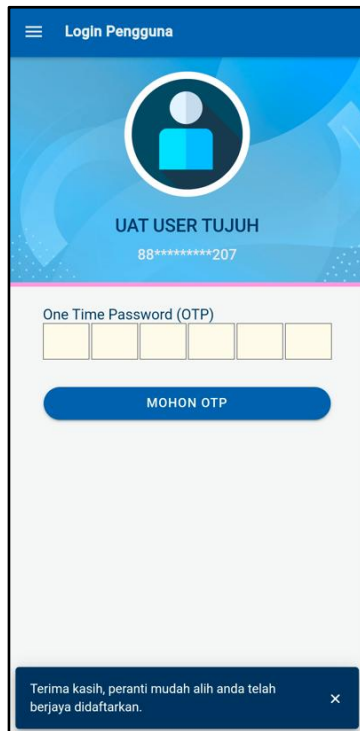 Login Pengguna
UAT USER TUJUH
88*********207
One Time Password (OTP)
MOHON OTP
Terima kasih, peranti mudah alih anda telah
berjaya didaftarkan.